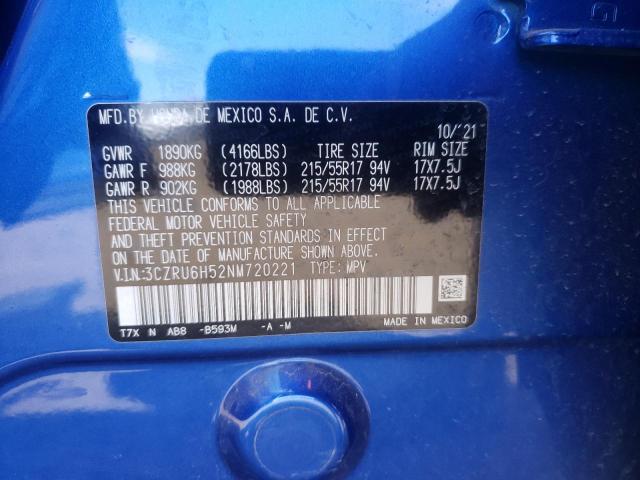 MFD. BY HONDA DE MEXICO S.A. DE C.V.
10/'21
GVWR 1890KG (4166LBS) TIRE SIZE RIM SIZE
GAWR F 988KG (2178LBS) 215/55R17 94V 17X7.5J
GAWR R 902KG (1988LBS) 215/55R17 94V 17X7.5J
THIS VEHICLE CONFORMS TO ALL APPLICABLE
FEDERAL MOTOR VEHICLE SAFETY
AND THEFT PREVENTION STANDARDS IN EFFECT
ON THE DATE OF MANUFACTURE SHOWN ABOVE.
V.I.N.:3CZRU6H52NM720221 TYPE: MPV
T7X N AB8 -B593M -A -M MADE IN MEXICO